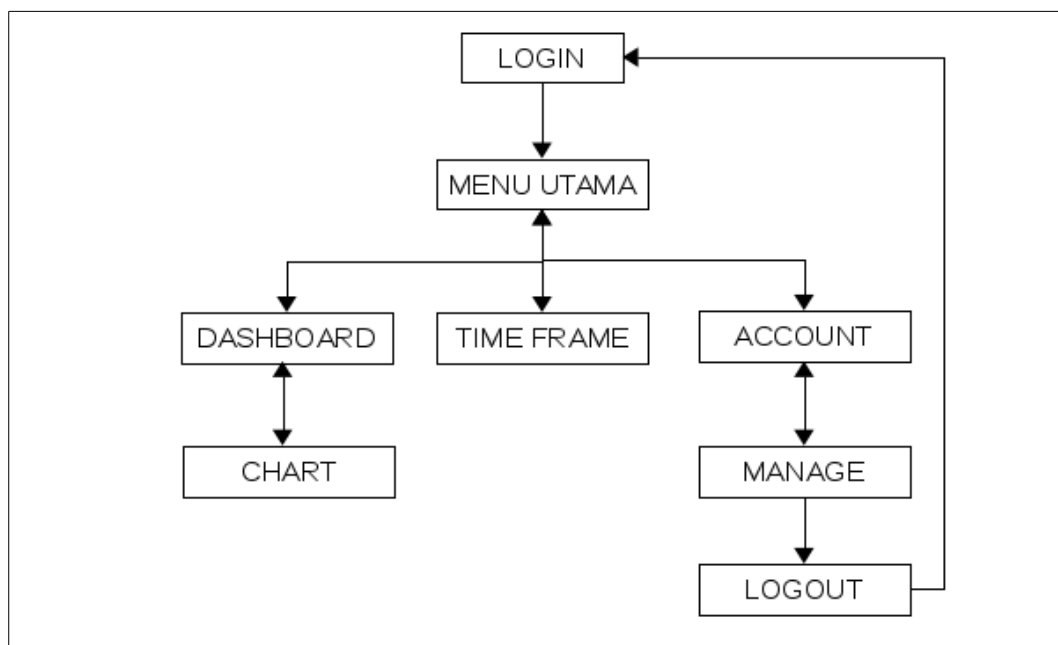 LOGIN
MENU UTAMA
DASHBOARD
TIME FRAME
ACCOUNT
CHART
MANAGE
LOGOUT